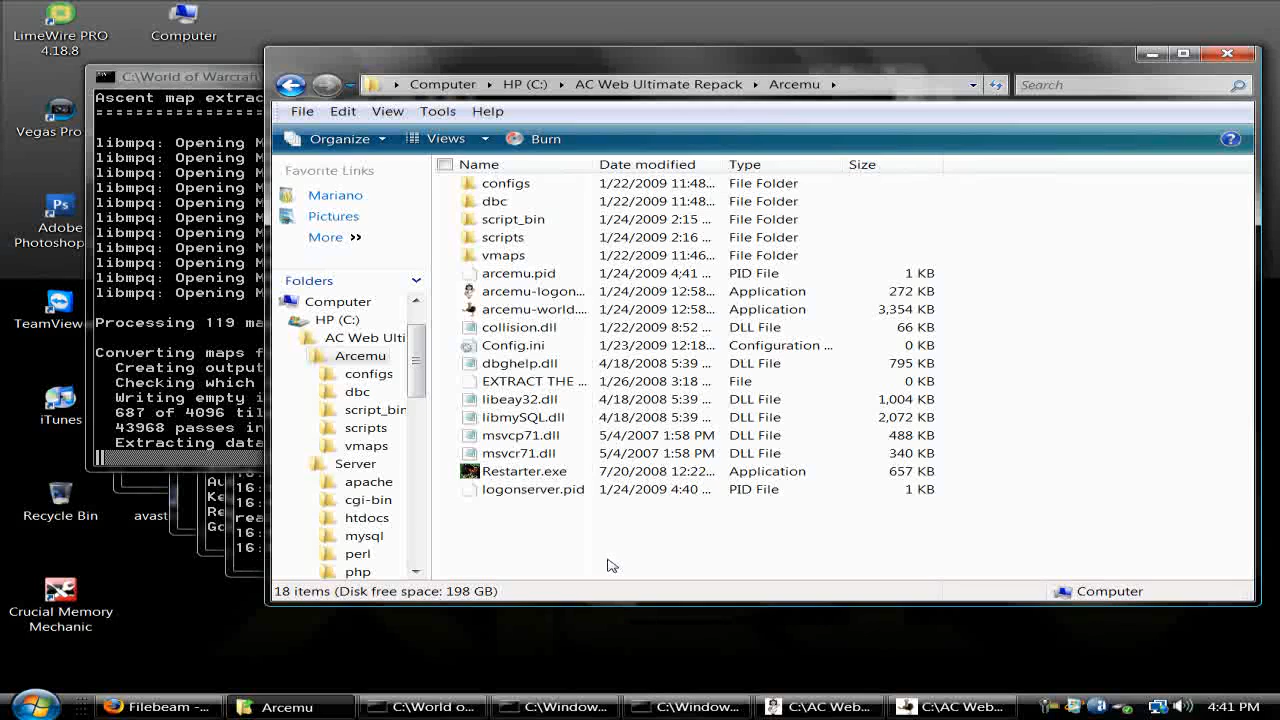 LimeWire PRO
4.18.8
Computer
Vegas Pro
Adobe
Photoshop
TeamView
iTunes
Recycle Bin
avast
Crucial Memory
Mechanic
C:\World of Warcraft
Ascent map extrac
libmpq: Opening M
libmpq: Opening M
libmpq: Opening M
libmpq: Opening M
libmpq: Opening M
libmpq: Opening M
libmpq: Opening M
libmpq: Opening M
libmpq: Opening M
libmpq: Opening M
libmpq: Opening M
Processing 119 ma
Converting maps f
Creating output
Checking which
Writing empty i
687 of 4096 til
43968 passes in
Extracting data
Computer HP (C:) AC Web Ultimate Repack Arcemu
Search
File Edit View Tools Help
Organize Views Burn
Favorite Links
Mariano
Pictures
More
Folders
Computer
HP (C:)
AC Web Ulti
Arcemu
configs
dbc
script_bin
scripts
vmaps
Server
apache
cgi-bin
htdocs
mysql
perl
php
Name Date modified Type Size
configs 1/22/2009 11:48... File Folder
dbc 1/22/2009 11:48... File Folder
script_bin 1/24/2009 2:15 ... File Folder
scripts 1/24/2009 2:16 ... File Folder
vmaps 1/22/2009 11:46... File Folder
arcemu.pid 1/24/2009 4:41 ... PID File 1 KB
arcemu-logon... 1/24/2009 12:58... Application 272 KB
arcemu-world.... 1/24/2009 12:58... Application 3,354 KB
collision.dll 1/22/2009 8:52 ... DLL File 66 KB
Config.ini 1/23/2009 12:18... Configuration ... 0 KB
dbghelp.dll 4/18/2008 5:39 ... DLL File 795 KB
EXTRACT THE ... 1/26/2008 3:18 ... File 0 KB
libeay32.dll 4/18/2008 5:39 ... DLL File 1,004 KB
libmySQL.dll 4/18/2008 5:39 ... DLL File 2,072 KB
msvcp71.dll 5/4/2007 1:58 PM DLL File 488 KB
msvcr71.dll 5/4/2007 1:58 PM DLL File 340 KB
Restarter.exe 7/20/2008 12:22... Application 657 KB
logonserver.pid 1/24/2009 4:40 ... PID File 1 KB
18 items (Disk free space: 198 GB)
Computer
Filebeam -... Arcemu C:\World o... C:\Window... C:\Window... C:\AC Web... C:\AC Web... 4:41 PM